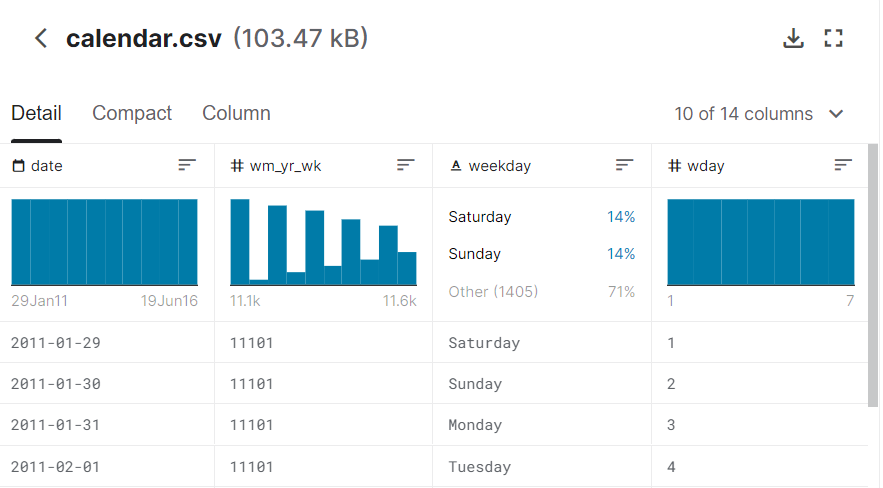 calendar.csv (103.47 kB)
Detail Compact Column 10 of 14 columns
date wm_yr_wk weekday wday
Saturday 14%
Sunday 14%
Other (1405) 71%
29Jan11 19Jun16 11.1k 11.6k 1 7
2011-01-29 11101 Saturday 1
2011-01-30 11101 Sunday 2
2011-01-31 11101 Monday 3
2011-02-01 11101 Tuesday 4